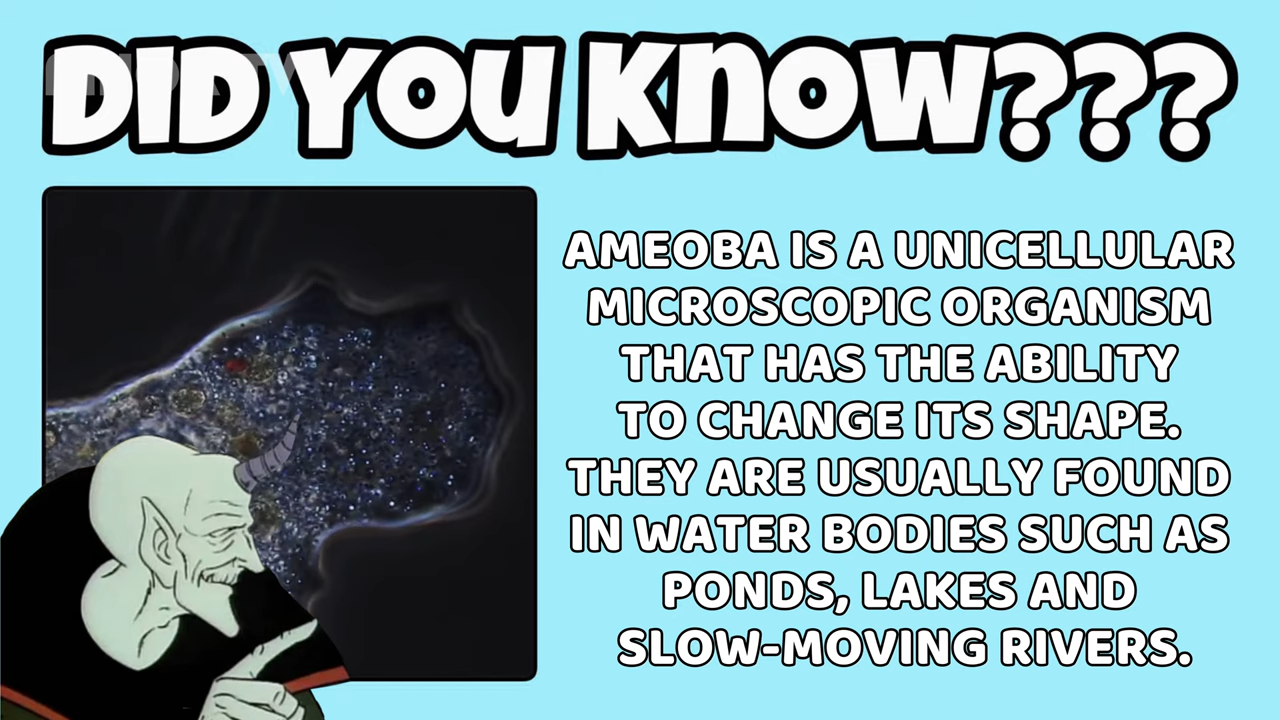 DID YOU KNOW???
AMEOBA IS A UNICELLULAR
MICROSCOPIC ORGANISM
THAT HAS THE ABILITY
TO CHANGE ITS SHAPE.
THEY ARE USUALLY FOUND
IN WATER BODIES SUCH AS
PONDS, LAKES AND
SLOW-MOVING RIVERS.